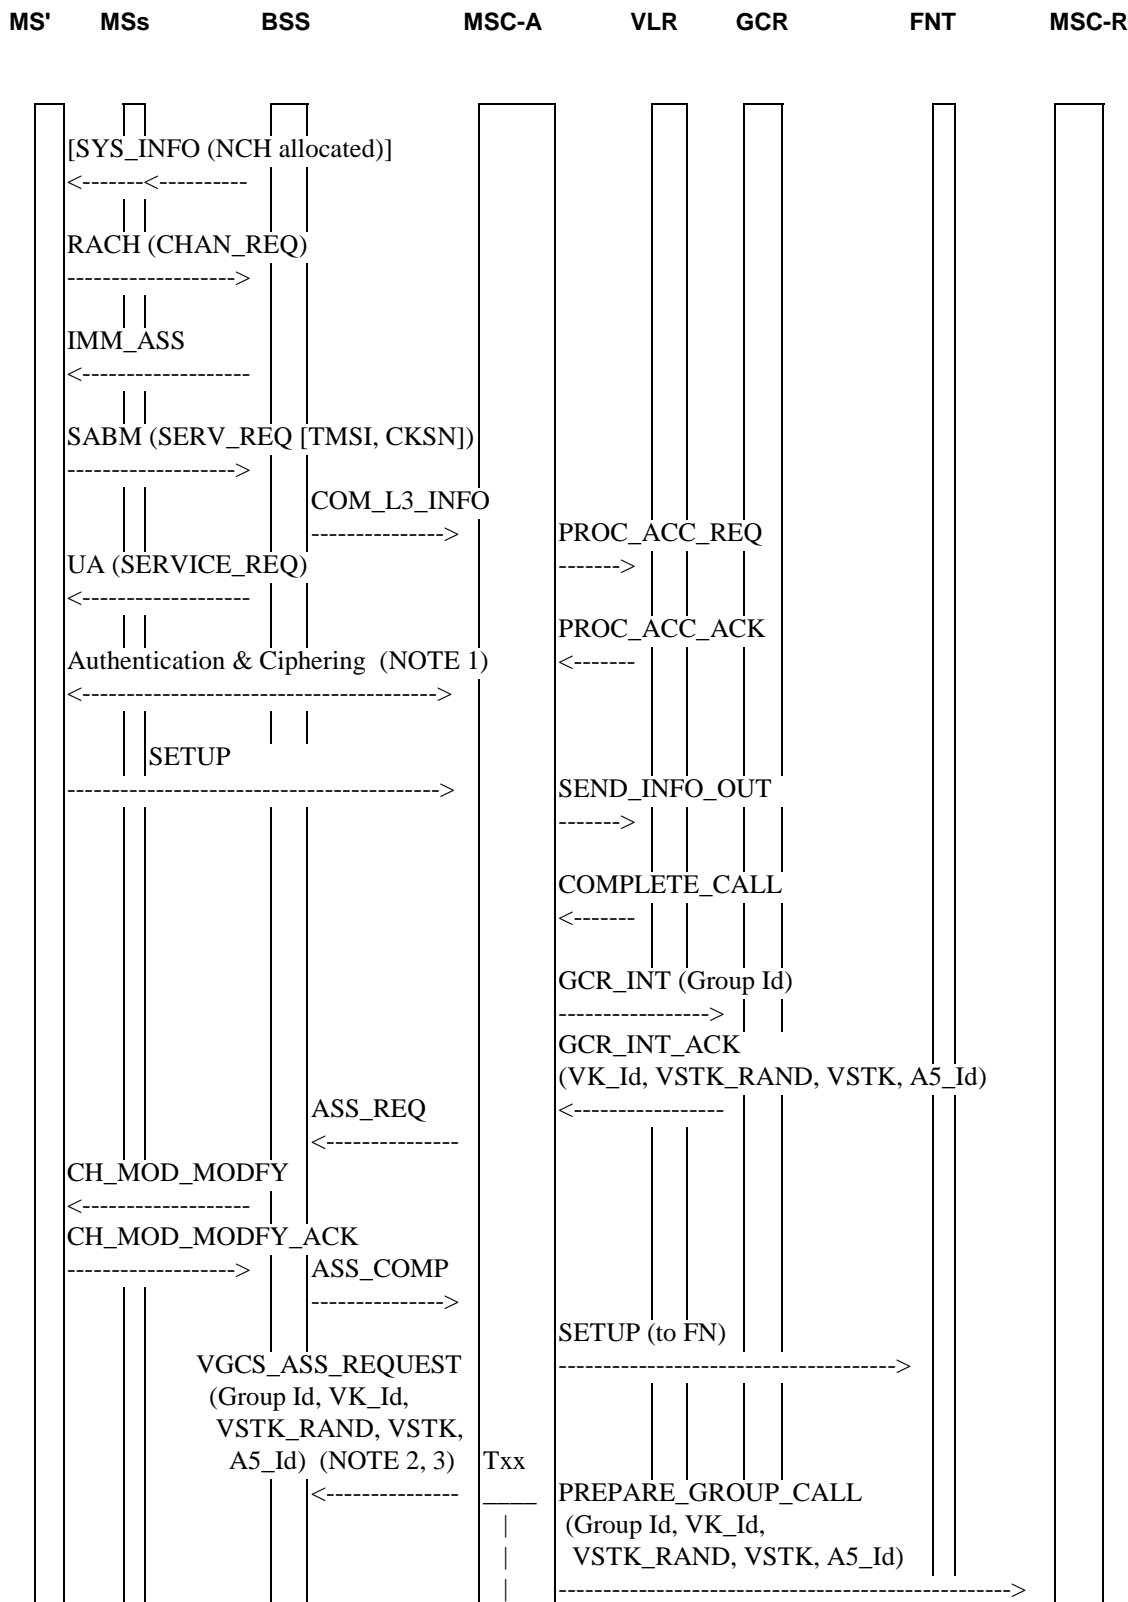 MS' MSs BSS MSC-A VLR GCR FNT MSC-R
[SYS_INFO (NCH allocated)]
<-------<----------
RACH (CHAN_REQ)
------------------->
IMM_ASS
<-------------------
SABM (SERV_REQ [TMSI, CKSN])
------------------->
COM_L3_INFO
---------------> PROC_ACC_REQ
UA (SERVICE_REQ) ------->
<-------------------
PROC_ACC_ACK
Authentication & Ciphering (NOTE 1) <-------
<---------------------------------------->
SETUP
------------------------------------------> SEND_INFO_OUT
------->
COMPLETE_CALL
<-------
GCR_INT (Group Id)
----------------->
GCR_INT_ACK
(VK_Id, VSTK_RAND, VSTK, A5_Id)
ASS_REQ <-----------------
<---------------
CH_MOD_MODFY
<-------------------
CH_MOD_MODFY_ACK
-------------------> ASS_COMP
--------------->
SETUP (to FN)
VGCS_ASS_REQUEST -------------------------------------->
(Group Id, VK_Id,
VSTK_RAND, VSTK,
A5_Id) (NOTE 2, 3) Txx
<--------------- ____ PREPARE_GROUP_CALL
| (Group Id, VK_Id,
| VSTK_RAND, VSTK, A5_Id)
| --------------------------------------------------->